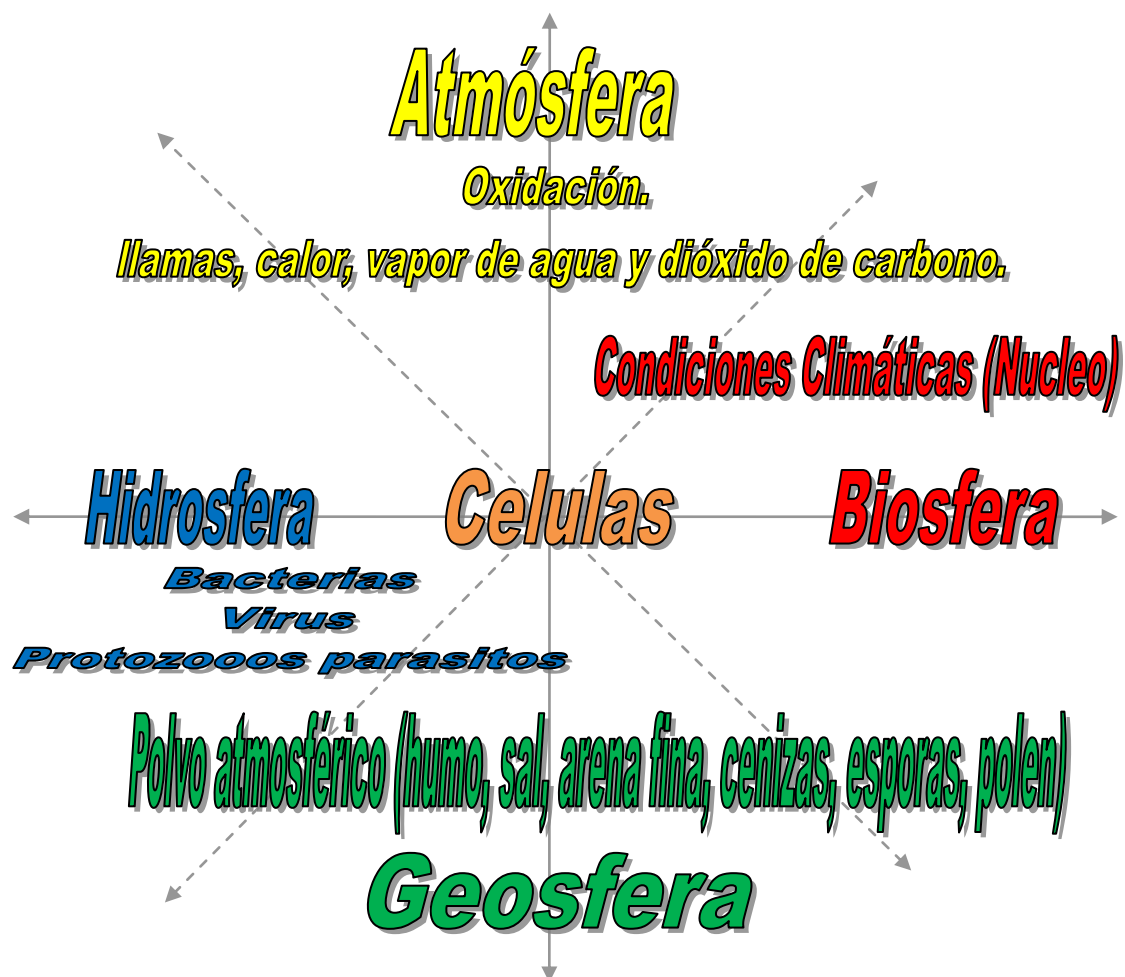 Atmósfera
Oxidación.
llamas, calor, vapor de agua y dióxido de carbono.
Condiciones Climáticas (Nucleo)
Hidrosfera
Celulas
Biosfera
Bacterias
Virus
Protozooos parasitos
Polvo atmosférico (humo, sal, arena fina, cenizas, esporas, polen)
Geosfera